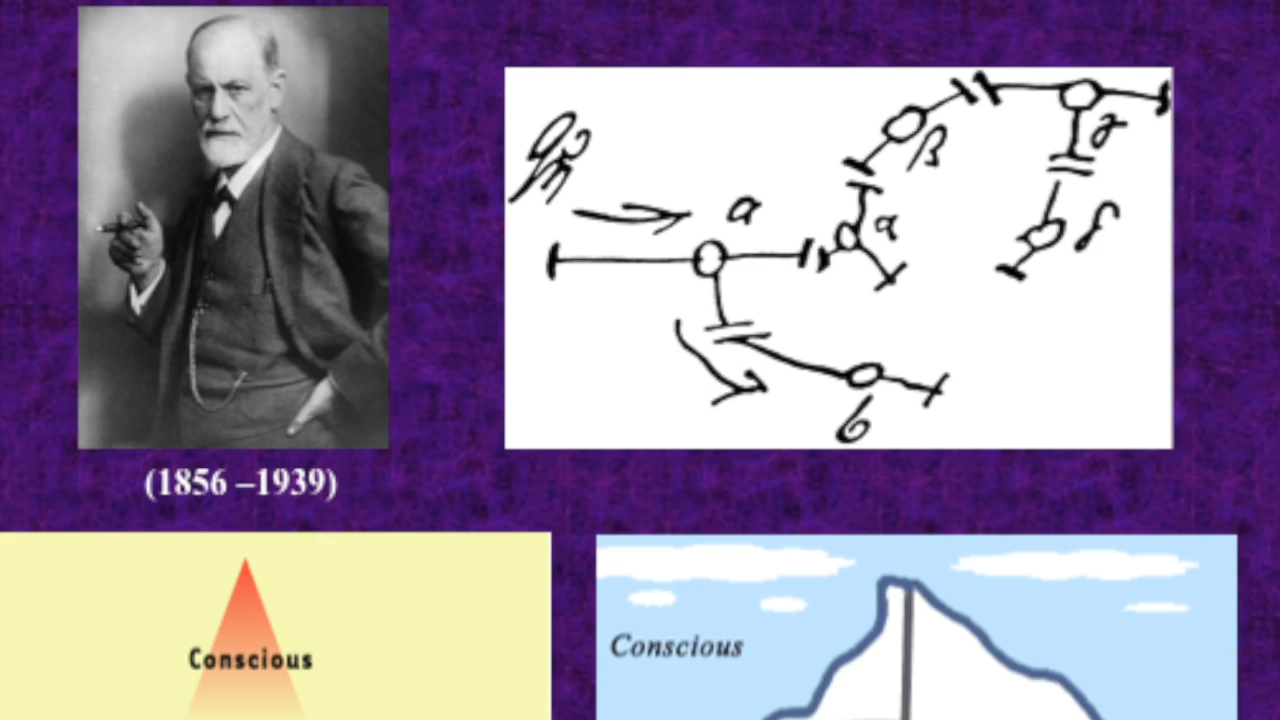 a
β
γ
α
δ
b
(1856 –1939)
Conscious
Conscious